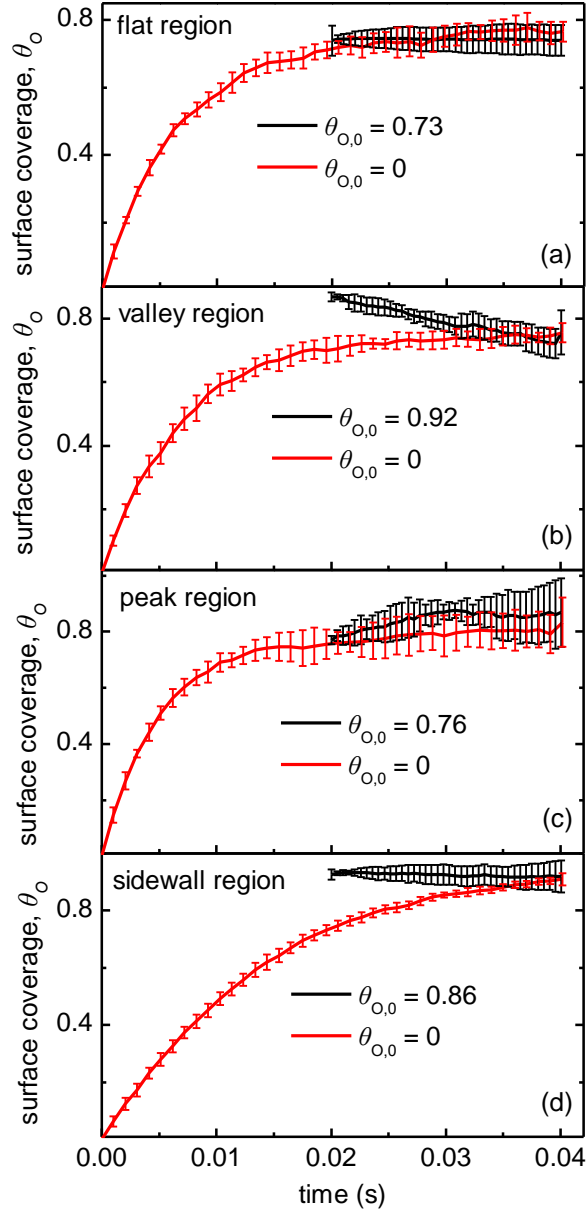 0.8
flat region
surface coverage, θO
0.4
θO,0 = 0.73
θO,0 = 0
(a)
0.8
valley region
surface coverage, θO
0.4
θO,0 = 0.92
θO,0 = 0
(b)
peak region
0.8
surface coverage, θO
0.4
θO,0 = 0.76
θO,0 = 0
(c)
sidewall region
0.8
surface coverage, θO
0.4
θO,0 = 0.86
θO,0 = 0
(d)
0.00 0.01 0.02 0.03 0.04
time (s)